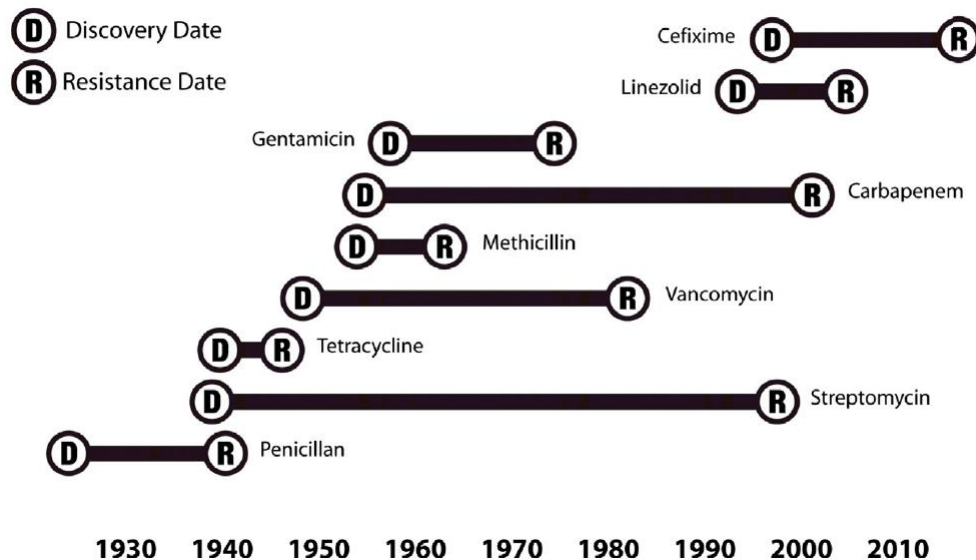 D Discovery Date
R Resistance Date
Cefixime D R
Linezolid D R
Gentamicin D R
D R Carbapenem
D R Methicillin
D R Vancomycin
D R Tetracycline
D R Streptomycin
D R Penicillan
1930 1940 1950 1960 1970 1980 1990 2000 2010